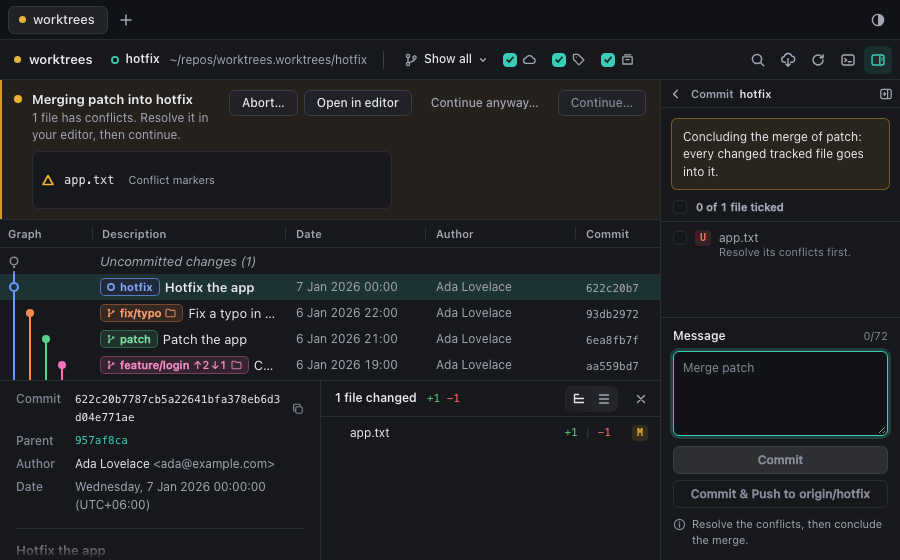 worktrees
worktrees hotfix ~/repos/worktrees.worktrees/hotfix Show all
Merging patch into hotfix
1 file has conflicts. Resolve it in
your editor, then continue.
Abort... Open in editor Continue anyway... Continue...
app.txt Conflict markers
Graph Description Date Author Commit
Uncommitted changes (1)
hotfix Hotfix the app 7 Jan 2026 00:00 Ada Lovelace 622c20b7
fix/typo Fix a typo in ... 6 Jan 2026 22:00 Ada Lovelace 93db2972
patch Patch the app 6 Jan 2026 21:00 Ada Lovelace 6ea8fb7f
feature/login ↑2↓1 C... 6 Jan 2026 19:00 Ada Lovelace aa559bd7
Commit 622c20b7787cb5a22641bfa378eb6d3
d04e771ae
Parent 957af8ca
Author Ada Lovelace <ada@example.com>
Date Wednesday, 7 Jan 2026 00:00:00
(UTC+06:00)
Hotfix the app
1 file changed +1 −1
app.txt +1 −1 M
Commit hotfix
Concluding the merge of patch:
every changed tracked file goes
into it.
0 of 1 file ticked
U app.txt
Resolve its conflicts first.
Message 0/72
Merge patch
Commit
Commit & Push to origin/hotfix
Resolve the conflicts, then conclude
the merge.